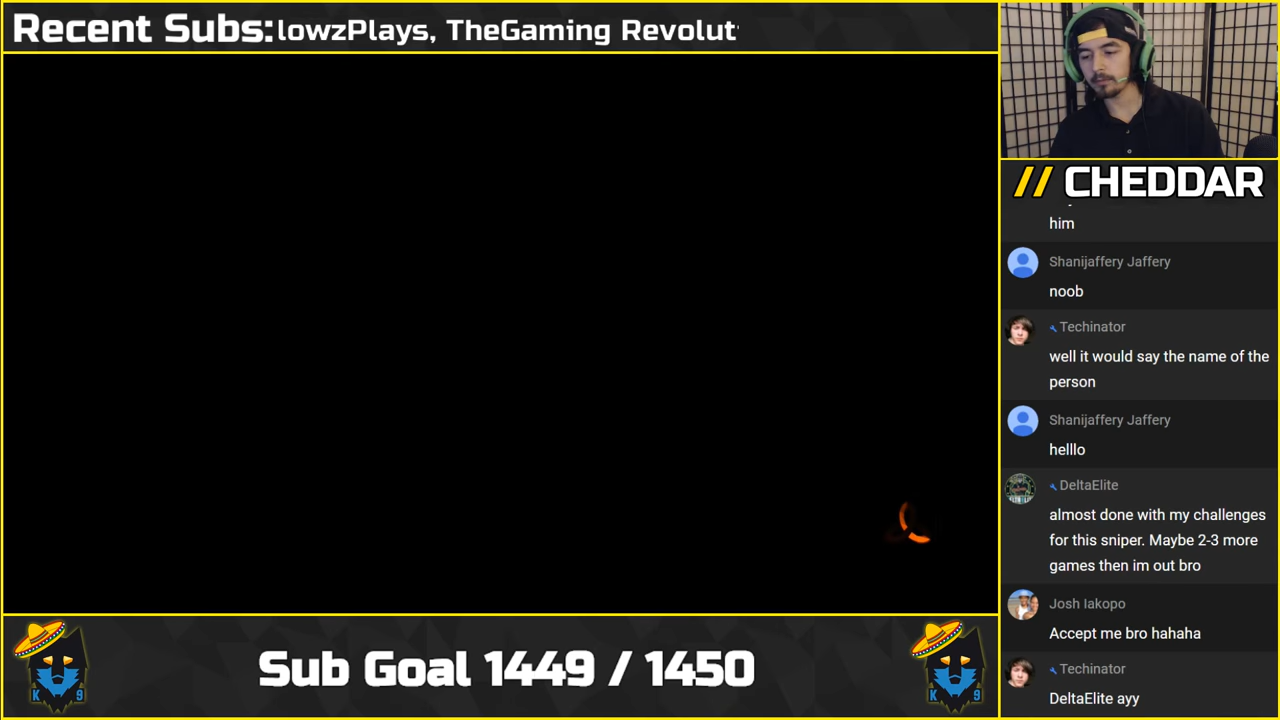 Recent Subs: lowzPlays, TheGaming Revolut
// CHEDDAR
him
Shanijaffery Jaffery
noob
Techinator
well it would say the name of the
person
Shanijaffery Jaffery
helllo
DeltaElite
almost done with my challenges
for this sniper. Maybe 2-3 more
games then im out bro
Josh Iakopo
Accept me bro hahaha
Techinator
DeltaElite ayy
K 9
Sub Goal 1449 / 1450
K 9